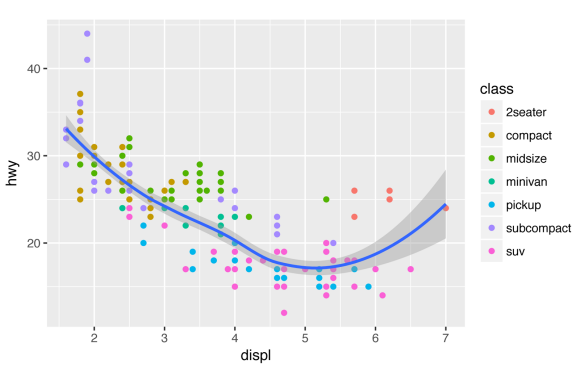 hwy
40
30
20
2 3 4 5 6 7
displ
class
2seater
compact
midsize
minivan
pickup
subcompact
suv